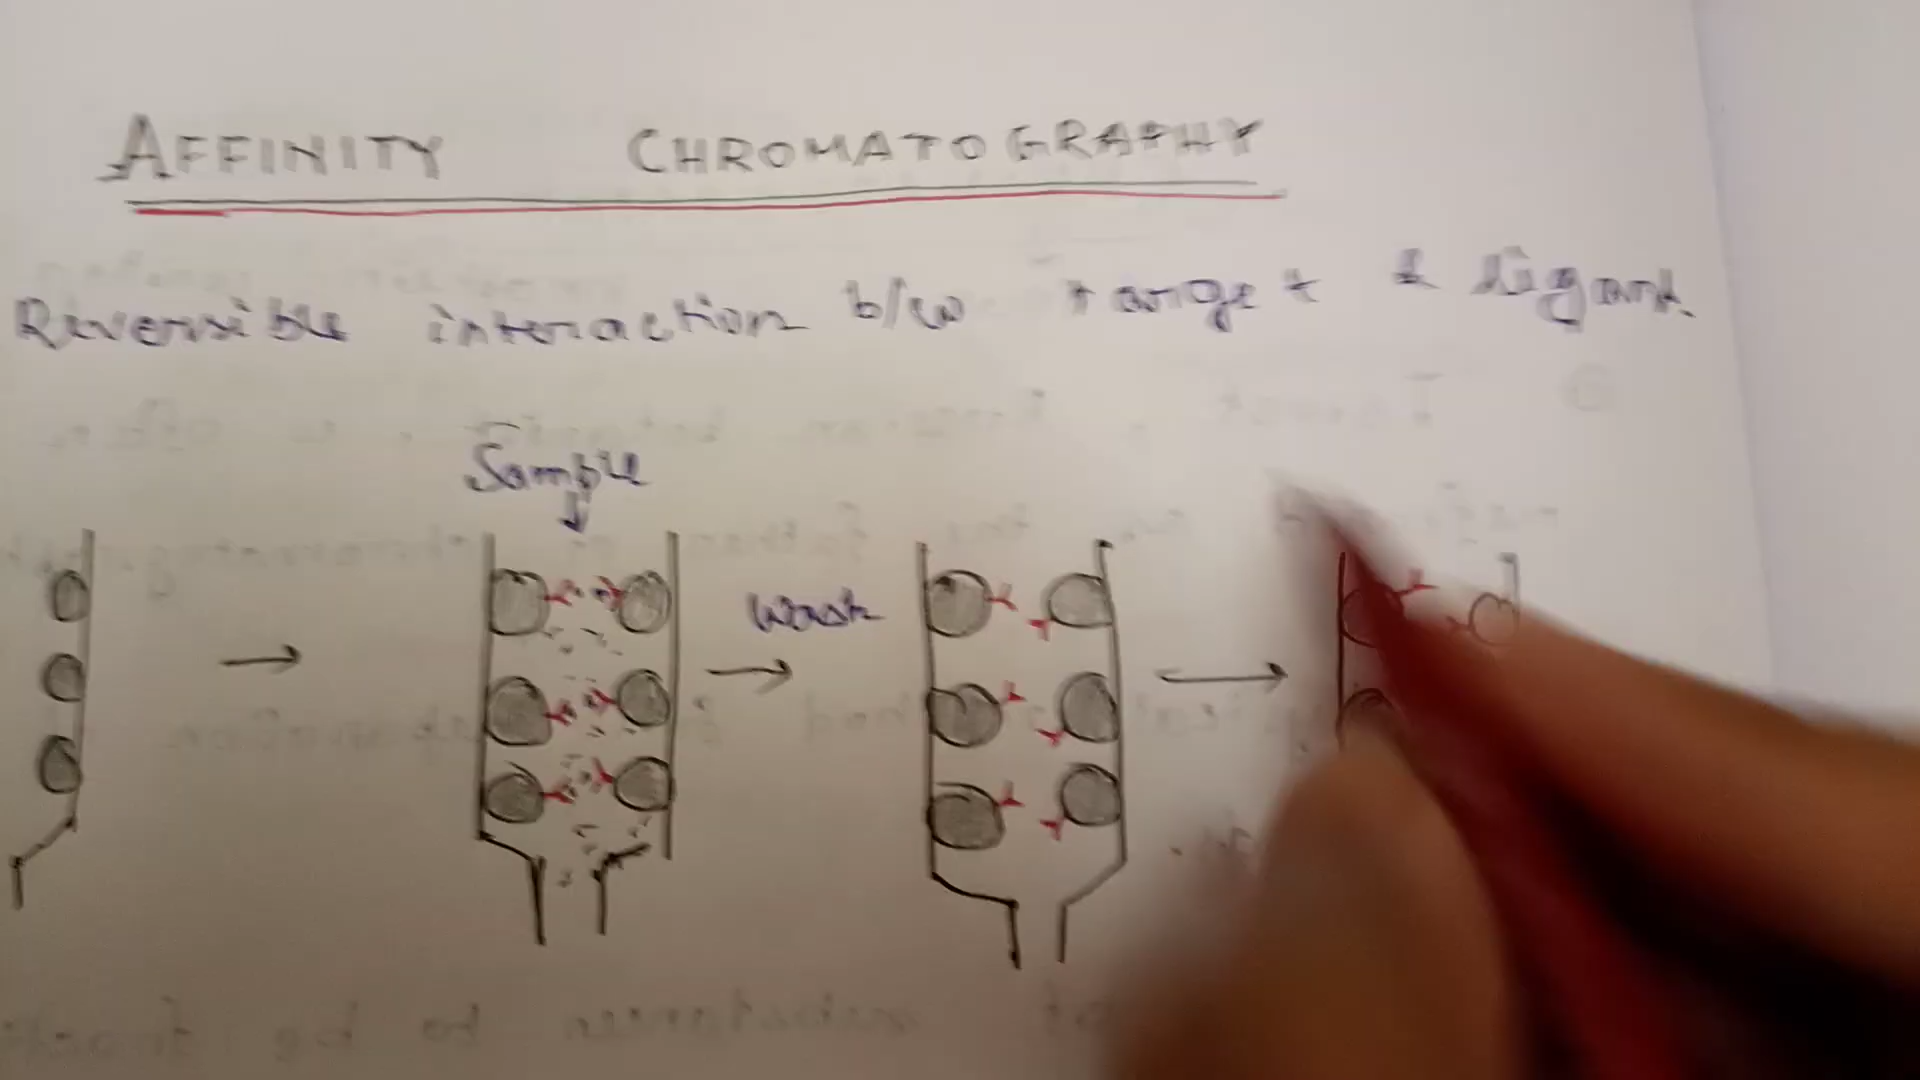 AFFINITY CHROMATOGRAPHY
Reversible interaction b/w target & ligand.
Sample
Wash